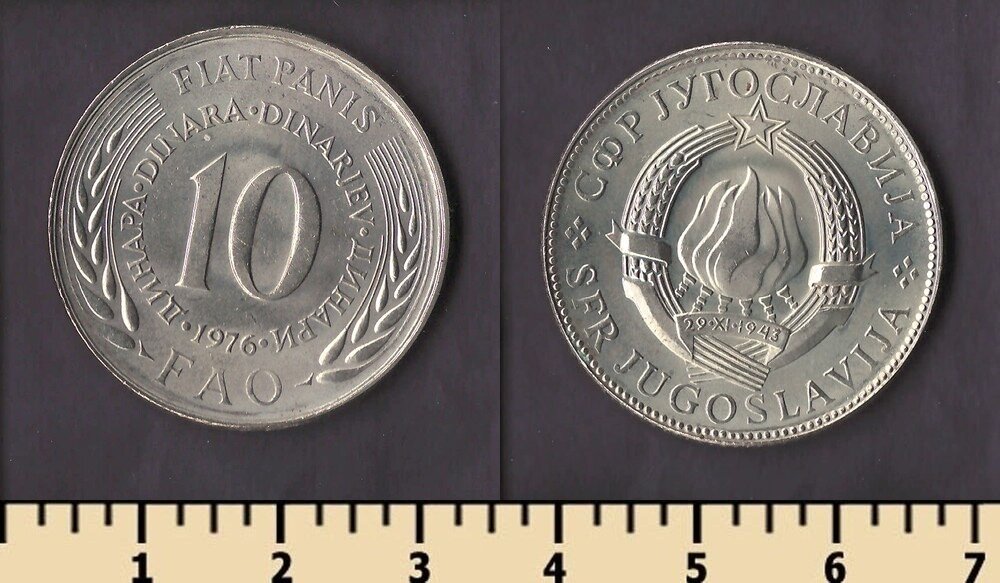 FIAT PANIS
ДИНАРА · DINARA · DINARJEV · ДИНАРИ
10
· 1976 ·
FAO
СФР ЈУГОСЛАВИЈА
29·XI·1943
SFR JUGOSLAVIJA
1 2 3 4 5 6 7